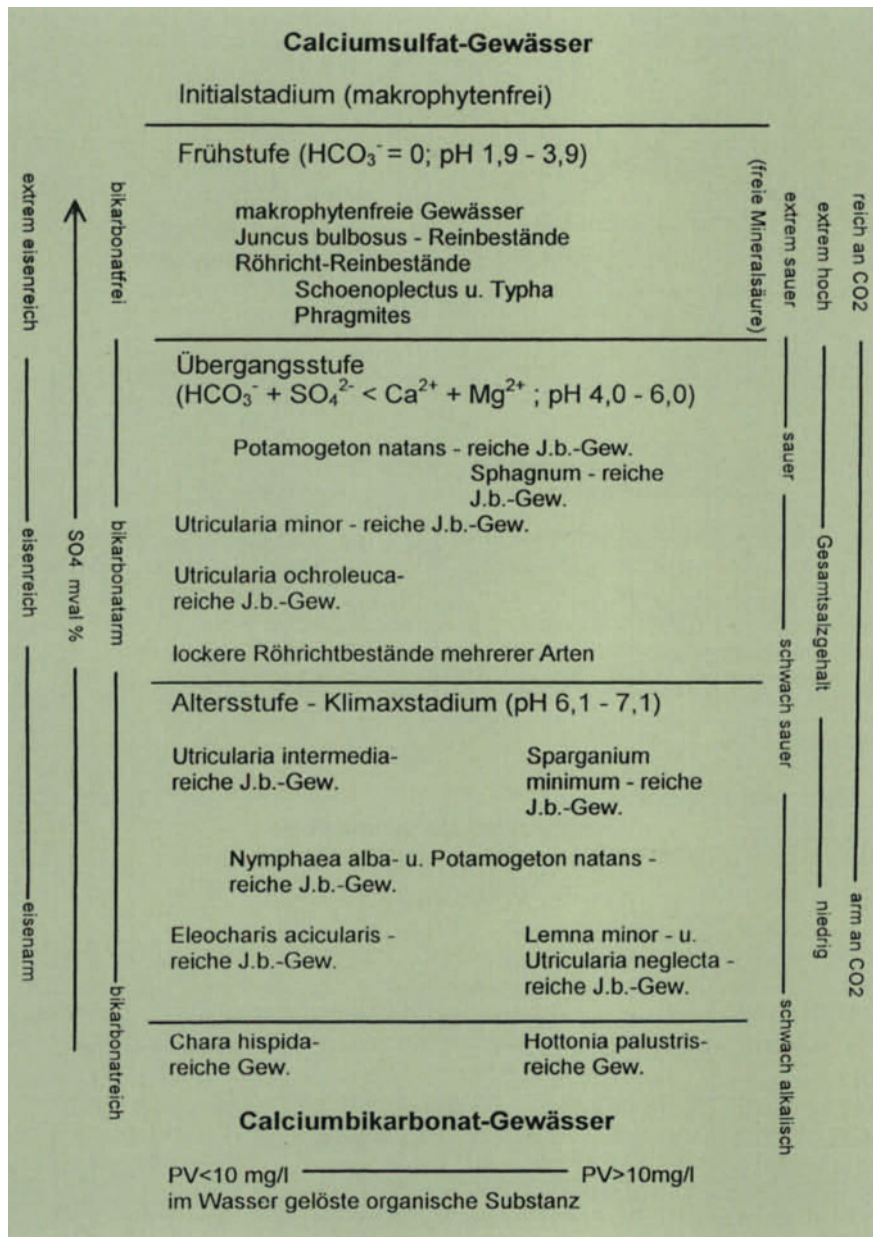 Calciumsulfat-Gewässer
Initialstadium (makrophytenfrei)
Frühstufe (HCO₃⁻ = 0; pH 1,9 - 3,9)
makrophytenfreie Gewässer
Juncus bulbosus - Reinbestände
Röhricht-Reinbestände
Schoenoplectus u. Typha
Phragmites
Übergangsstufe
(HCO₃⁻ + SO₄²⁻ < Ca²⁺ + Mg²⁺ ; pH 4,0 - 6,0)
Potamogeton natans - reiche J.b.-Gew.
Sphagnum - reiche
J.b.-Gew.
Utricularia minor - reiche J.b.-Gew.
Utricularia ochroleuca-
reiche J.b.-Gew.
lockere Röhrichtbestände mehrerer Arten
Altersstufe - Klimaxstadium (pH 6,1 - 7,1)
Utricularia intermedia-
reiche J.b.-Gew.
Sparganium
minimum - reiche
J.b.-Gew.
Nymphaea alba- u. Potamogeton natans -
reiche J.b.-Gew.
Eleocharis acicularis -
reiche J.b.-Gew.
Lemna minor - u.
Utricularia neglecta -
reiche J.b.-Gew.
Chara hispida-
reiche Gew.
Hottonia palustris-
reiche Gew.
Calciumbikarbonat-Gewässer
PV<10 mg/l
PV>10mg/l
im Wasser gelöste organische Substanz
extrem eisenreich
eisenreich
eisenarm
SO4 mval %
bikarbonatfrei
bikarbonatarm
bikarbonatreich
(freie Mineralsäure)
extrem sauer
sauer
schwach sauer
schwach alkalisch
extrem hoch
Gesamtsalzgehalt
niedrig
reich an CO2
arm an CO2